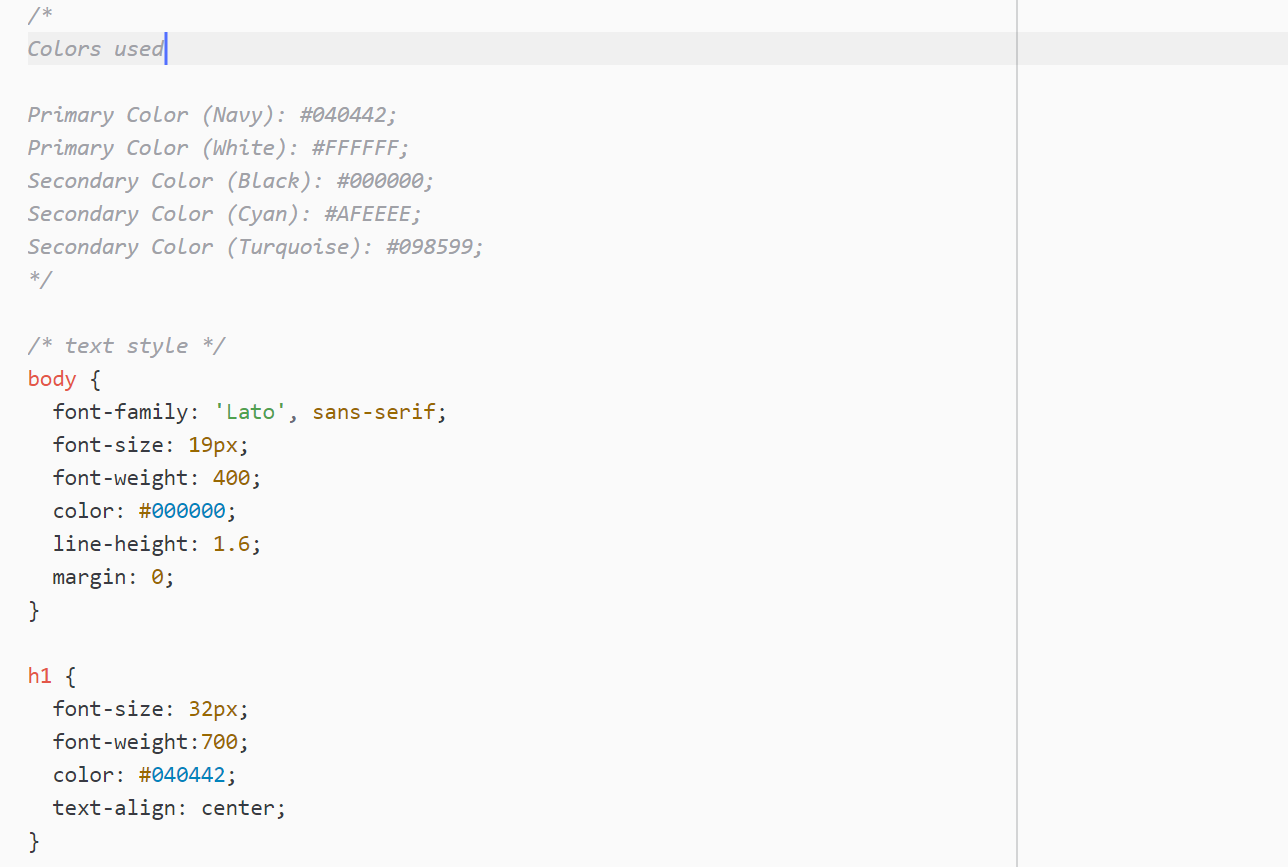 /*
Colors used

Primary Color (Navy): #040442;
Primary Color (White): #FFFFFF;
Secondary Color (Black): #000000;
Secondary Color (Cyan): #AFEEEE;
Secondary Color (Turquoise): #098599;
*/

/* text style */
body {
  font-family: 'Lato', sans-serif;
  font-size: 19px;
  font-weight: 400;
  color: #000000;
  line-height: 1.6;
  margin: 0;
}

h1 {
  font-size: 32px;
  font-weight:700;
  color: #040442;
  text-align: center;
}